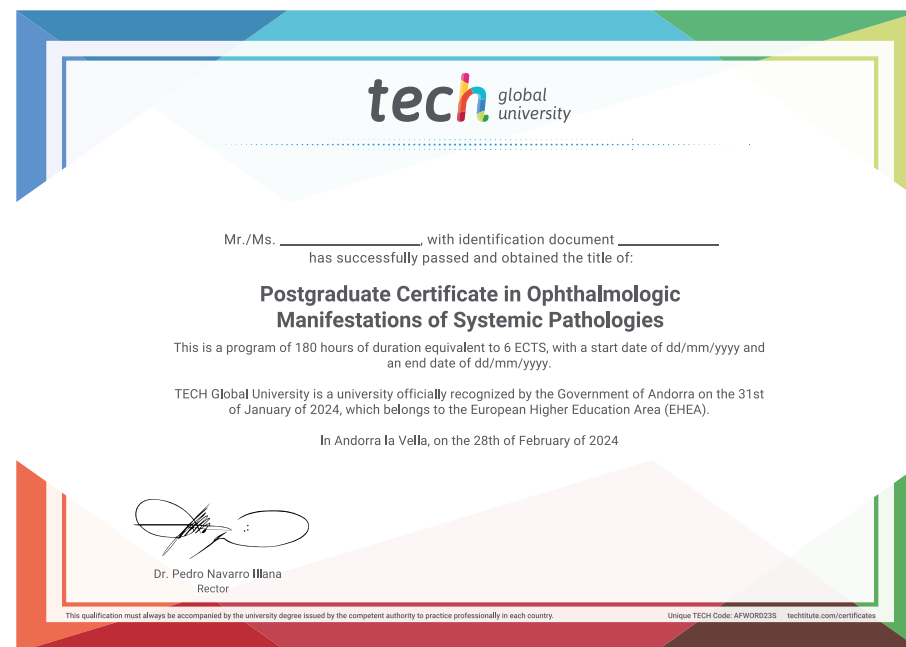 tech global
university
Mr./Ms. ____________, with identification document ____________
has successfully passed and obtained the title of:
Postgraduate Certificate in Ophthalmologic
Manifestations of Systemic Pathologies
This is a program of 180 hours of duration equivalent to 6 ECTS, with a start date of dd/mm/yyyy and
an end date of dd/mm/yyyy.
TECH Global University is a university officially recognized by the Government of Andorra on the 31st
of January of 2024, which belongs to the European Higher Education Area (EHEA).
In Andorra la Vella, on the 28th of February of 2024
Dr. Pedro Navarro Illana
Rector
This qualification must always be accompanied by the university degree issued by the competent authority to practice professionally in each country.
Unique TECH Code: AFWORD23S techtitute.com/certificates